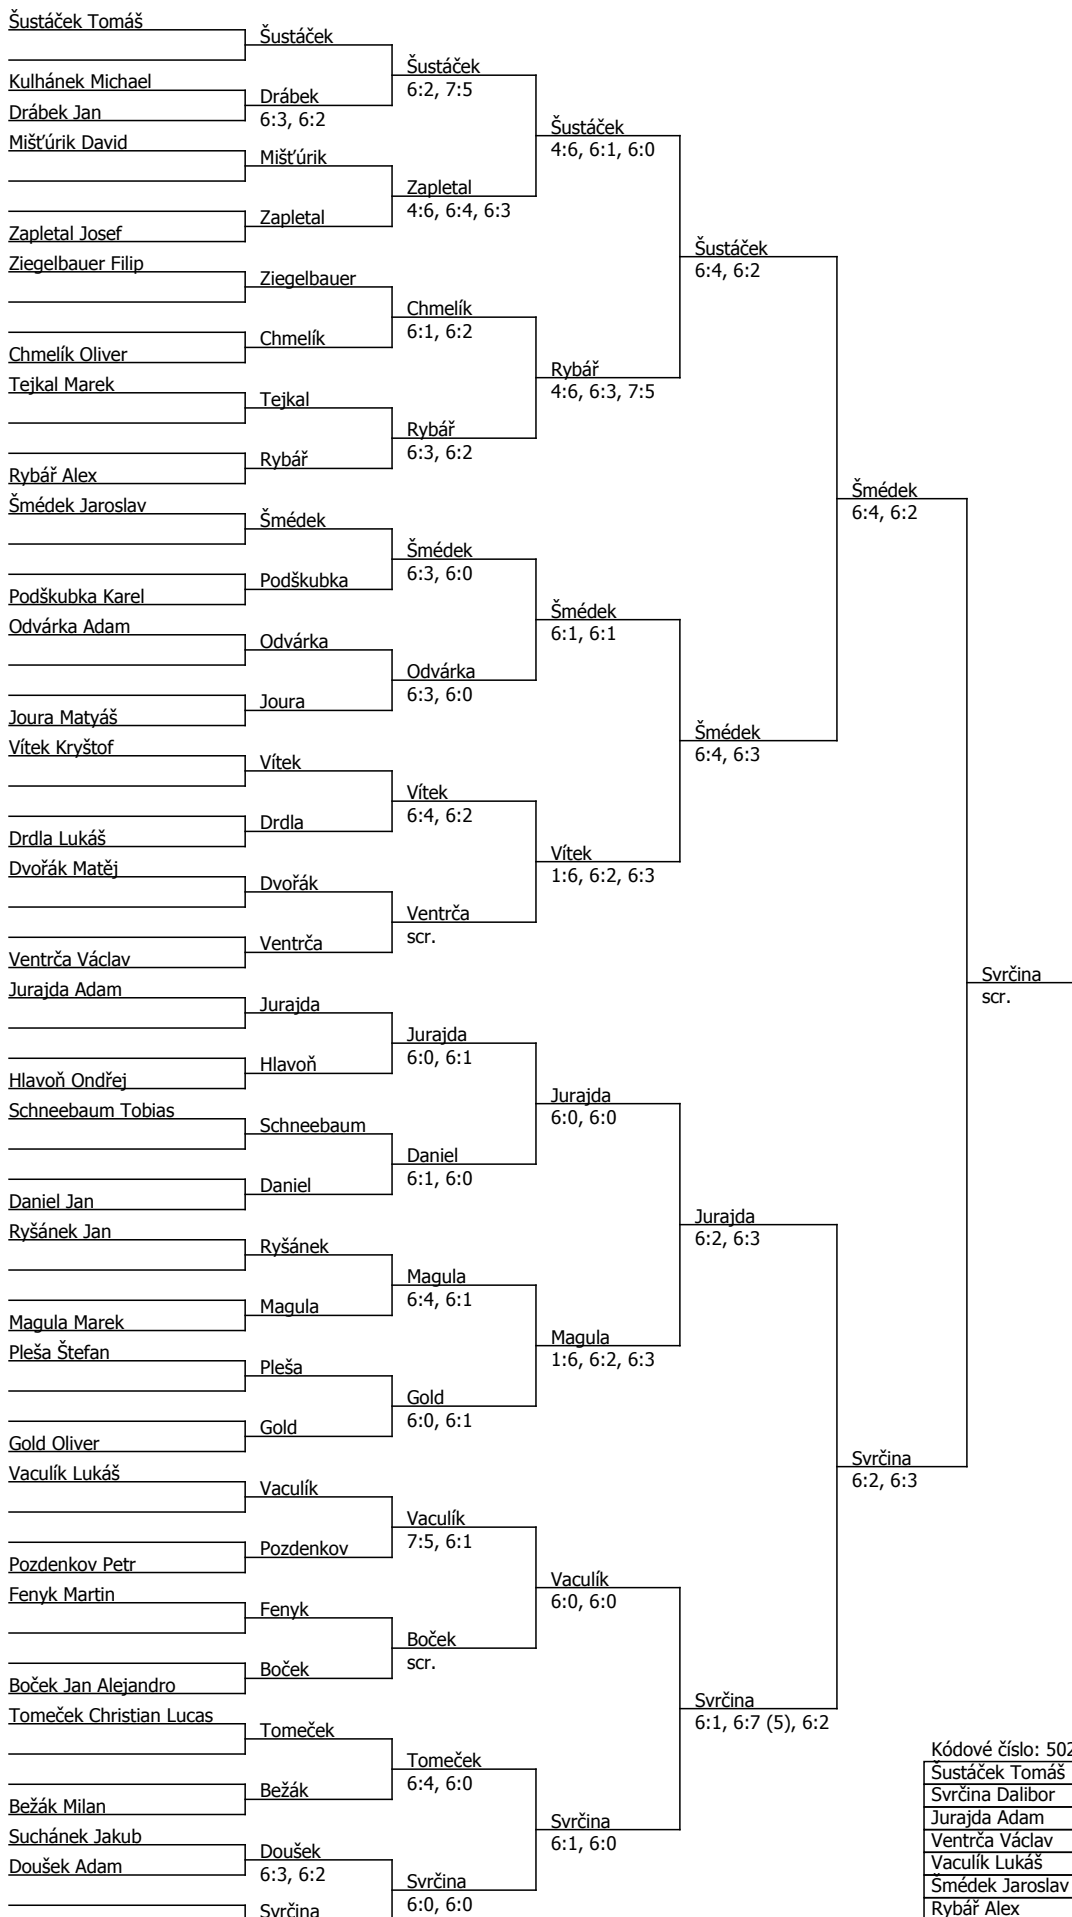 Šustáček Tomáš
Kulhánek Michael
Drábek Jan
Mišťúrik David
Zapletal Josef
Ziegelbauer Filip
Chmelík Oliver
Tejkal Marek
Rybář Alex
Šmédek Jaroslav
Podškubka Karel
Odvárka Adam
Joura Matyáš
Vítek Kryštof
Drdla Lukáš
Dvořák Matěj
Ventrča Václav
Jurajda Adam
Hlavoň Ondřej
Schneebaum Tobias
Daniel Jan
Ryšánek Jan
Magula Marek
Pleša Štefan
Gold Oliver
Vaculík Lukáš
Pozdenkov Petr
Fenyk Martin
Boček Jan Alejandro
Tomeček Christian Lucas
Bežák Milan
Suchánek Jakub
Doušek Adam
Šustáček
Drábek
6:3, 6:2
Mišťúrik
Zapletal
Ziegelbauer
Chmelík
Tejkal
Rybář
Šmédek
Podškubka
Odvárka
Joura
Vítek
Drdla
Dvořák
Ventrča
Jurajda
Hlavoň
Schneebaum
Daniel
Ryšánek
Magula
Pleša
Gold
Vaculík
Pozdenkov
Fenyk
Boček
Tomeček
Bežák
Doušek
6:3, 6:2
Svrčina
Šustáček
6:2, 7:5
Zapletal
4:6, 6:4, 6:3
Chmelík
6:1, 6:2
Rybář
6:3, 6:2
Šmédek
6:3, 6:0
Odvárka
6:3, 6:0
Vítek
6:4, 6:2
Ventrča
scr.
Jurajda
6:0, 6:1
Daniel
6:1, 6:0
Magula
6:4, 6:1
Gold
6:0, 6:1
Vaculík
7:5, 6:1
Boček
scr.
Tomeček
6:4, 6:0
Svrčina
6:0, 6:0
Šustáček
4:6, 6:1, 6:0
Rybář
4:6, 6:3, 7:5
Šmédek
6:1, 6:1
Vítek
1:6, 6:2, 6:3
Jurajda
6:0, 6:0
Magula
1:6, 6:2, 6:3
Vaculík
6:0, 6:0
Svrčina
6:1, 6:0
Šustáček
6:4, 6:2
Šmédek
6:4, 6:3
Jurajda
6:2, 6:3
Svrčina
6:1, 6:7 (5), 6:2
Šmédek
6:4, 6:2
Svrčina
6:2, 6:3
Svrčina
scr.
Kódové číslo: 502
Šustáček Tomáš
Svrčina Dalibor
Jurajda Adam
Ventrča Václav
Vaculík Lukáš
Šmédek Jaroslav
Rybář Alex